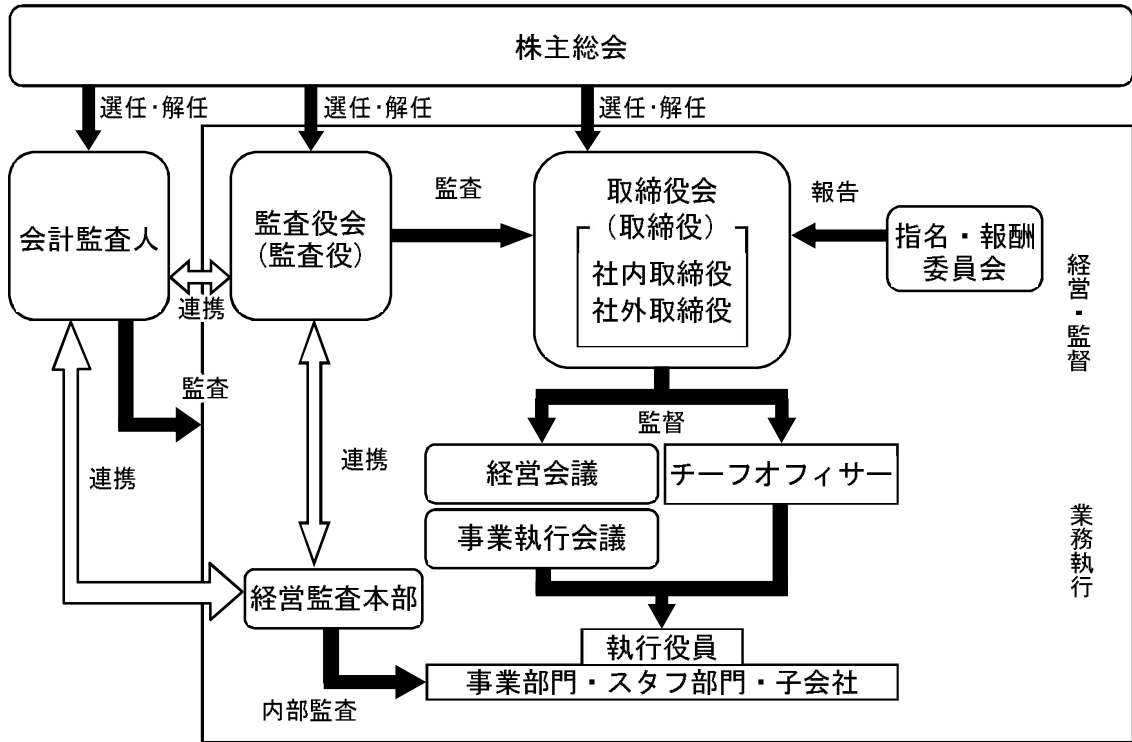 株主総会
選任・解任
選任・解任
選任・解任
会計監査人
監査役会
(監査役)
監査
取締役会
(取締役)
社内取締役
社外取締役
報告
指名・報酬
委員会
経営・監督
連携
監査
監督
連携
連携
経営会議
チーフオフィサー
事業執行会議
業務執行
経営監査本部
執行役員
事業部門・スタフ部門・子会社
内部監査